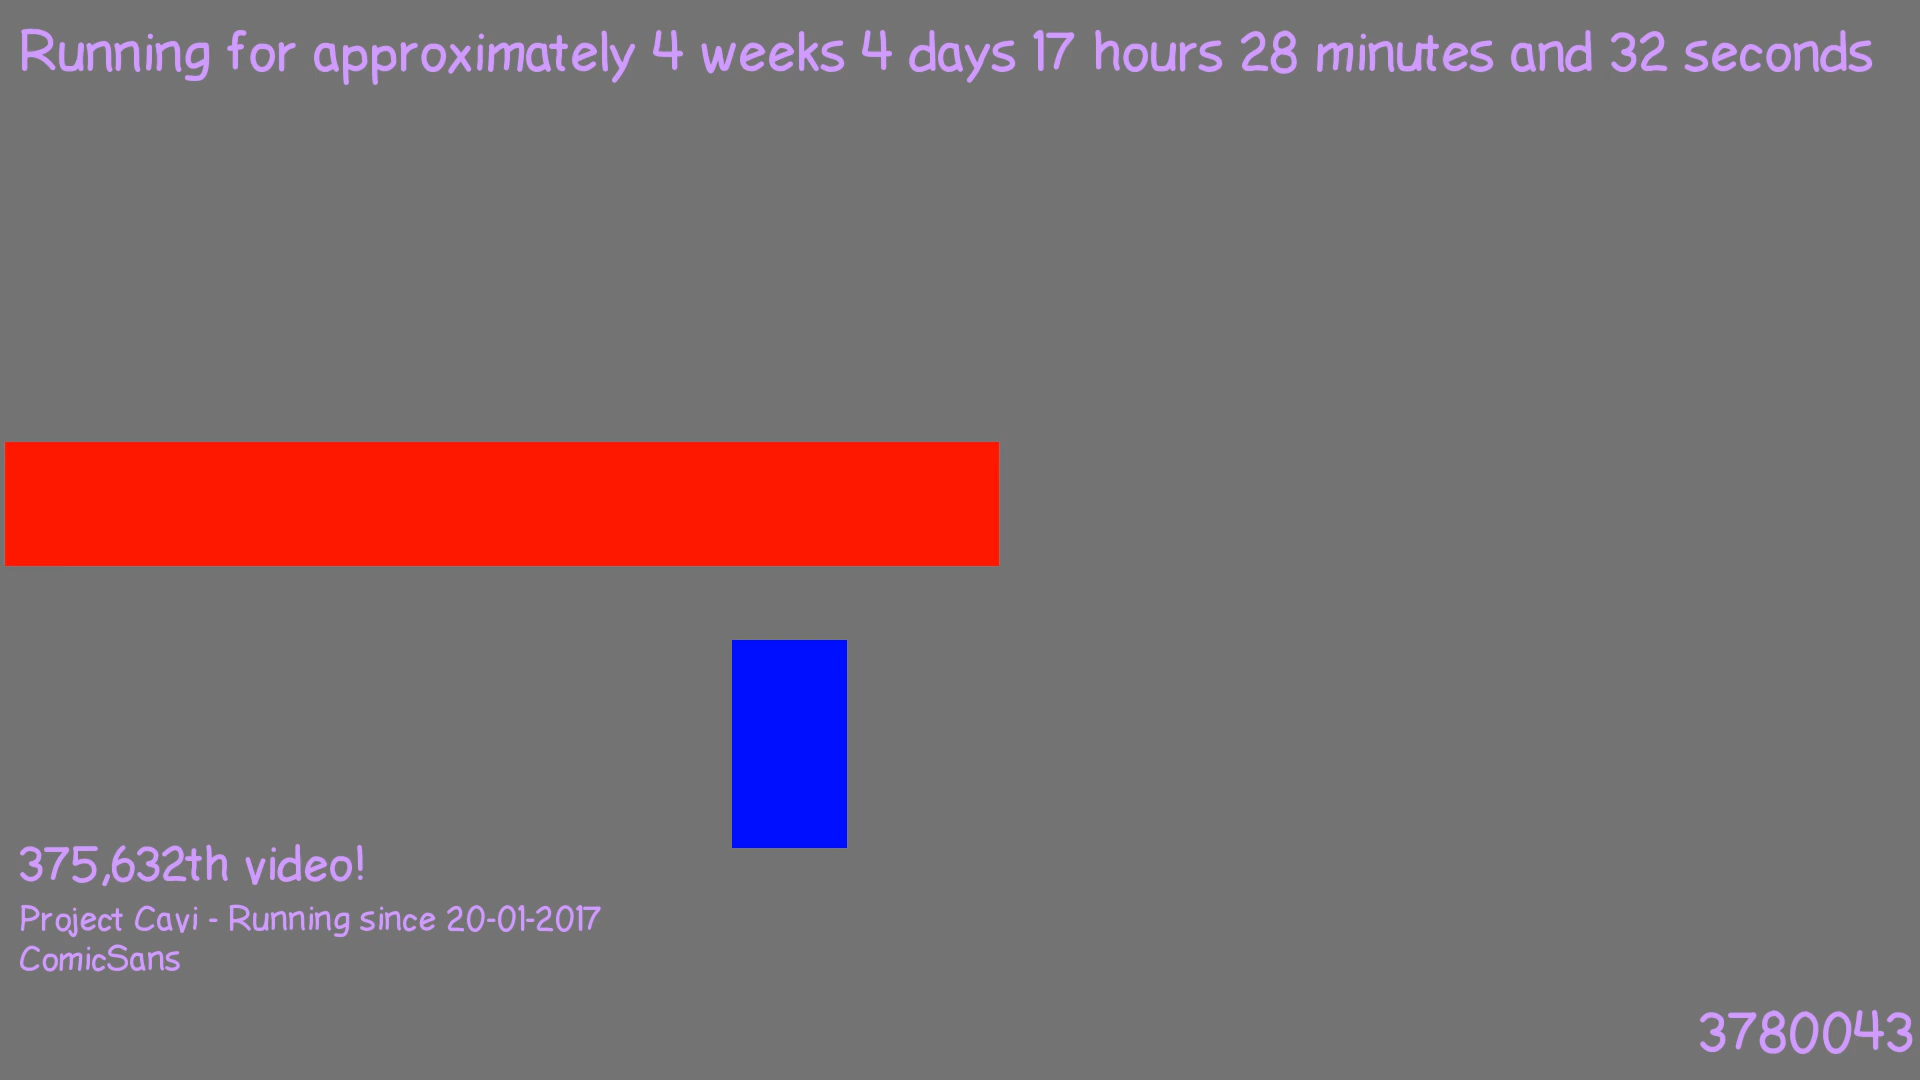 Running for approximately 4 weeks 4 days 17 hours 28 minutes and 32 seconds
375,632th video!
Project Cavi - Running since 20-01-2017
ComicSans
3780043